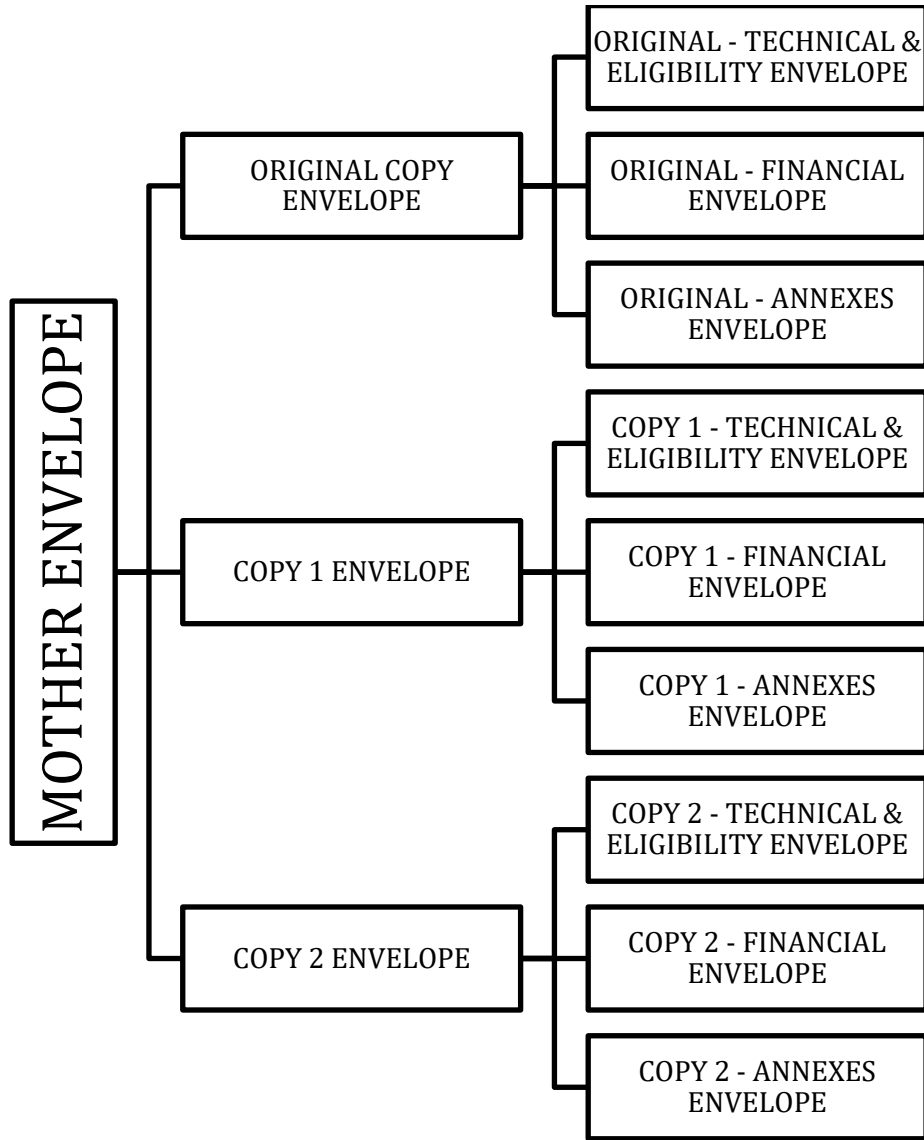 MOTHER ENVELOPE
ORIGINAL COPY
ENVELOPE
ORIGINAL - TECHNICAL &
ELIGIBILITY ENVELOPE
ORIGINAL - FINANCIAL
ENVELOPE
ORIGINAL - ANNEXES
ENVELOPE
COPY 1 ENVELOPE
COPY 1 - TECHNICAL &
ELIGIBILITY ENVELOPE
COPY 1 - FINANCIAL
ENVELOPE
COPY 1 - ANNEXES
ENVELOPE
COPY 2 ENVELOPE
COPY 2 - TECHNICAL &
ELIGIBILITY ENVELOPE
COPY 2 - FINANCIAL
ENVELOPE
COPY 2 - ANNEXES
ENVELOPE